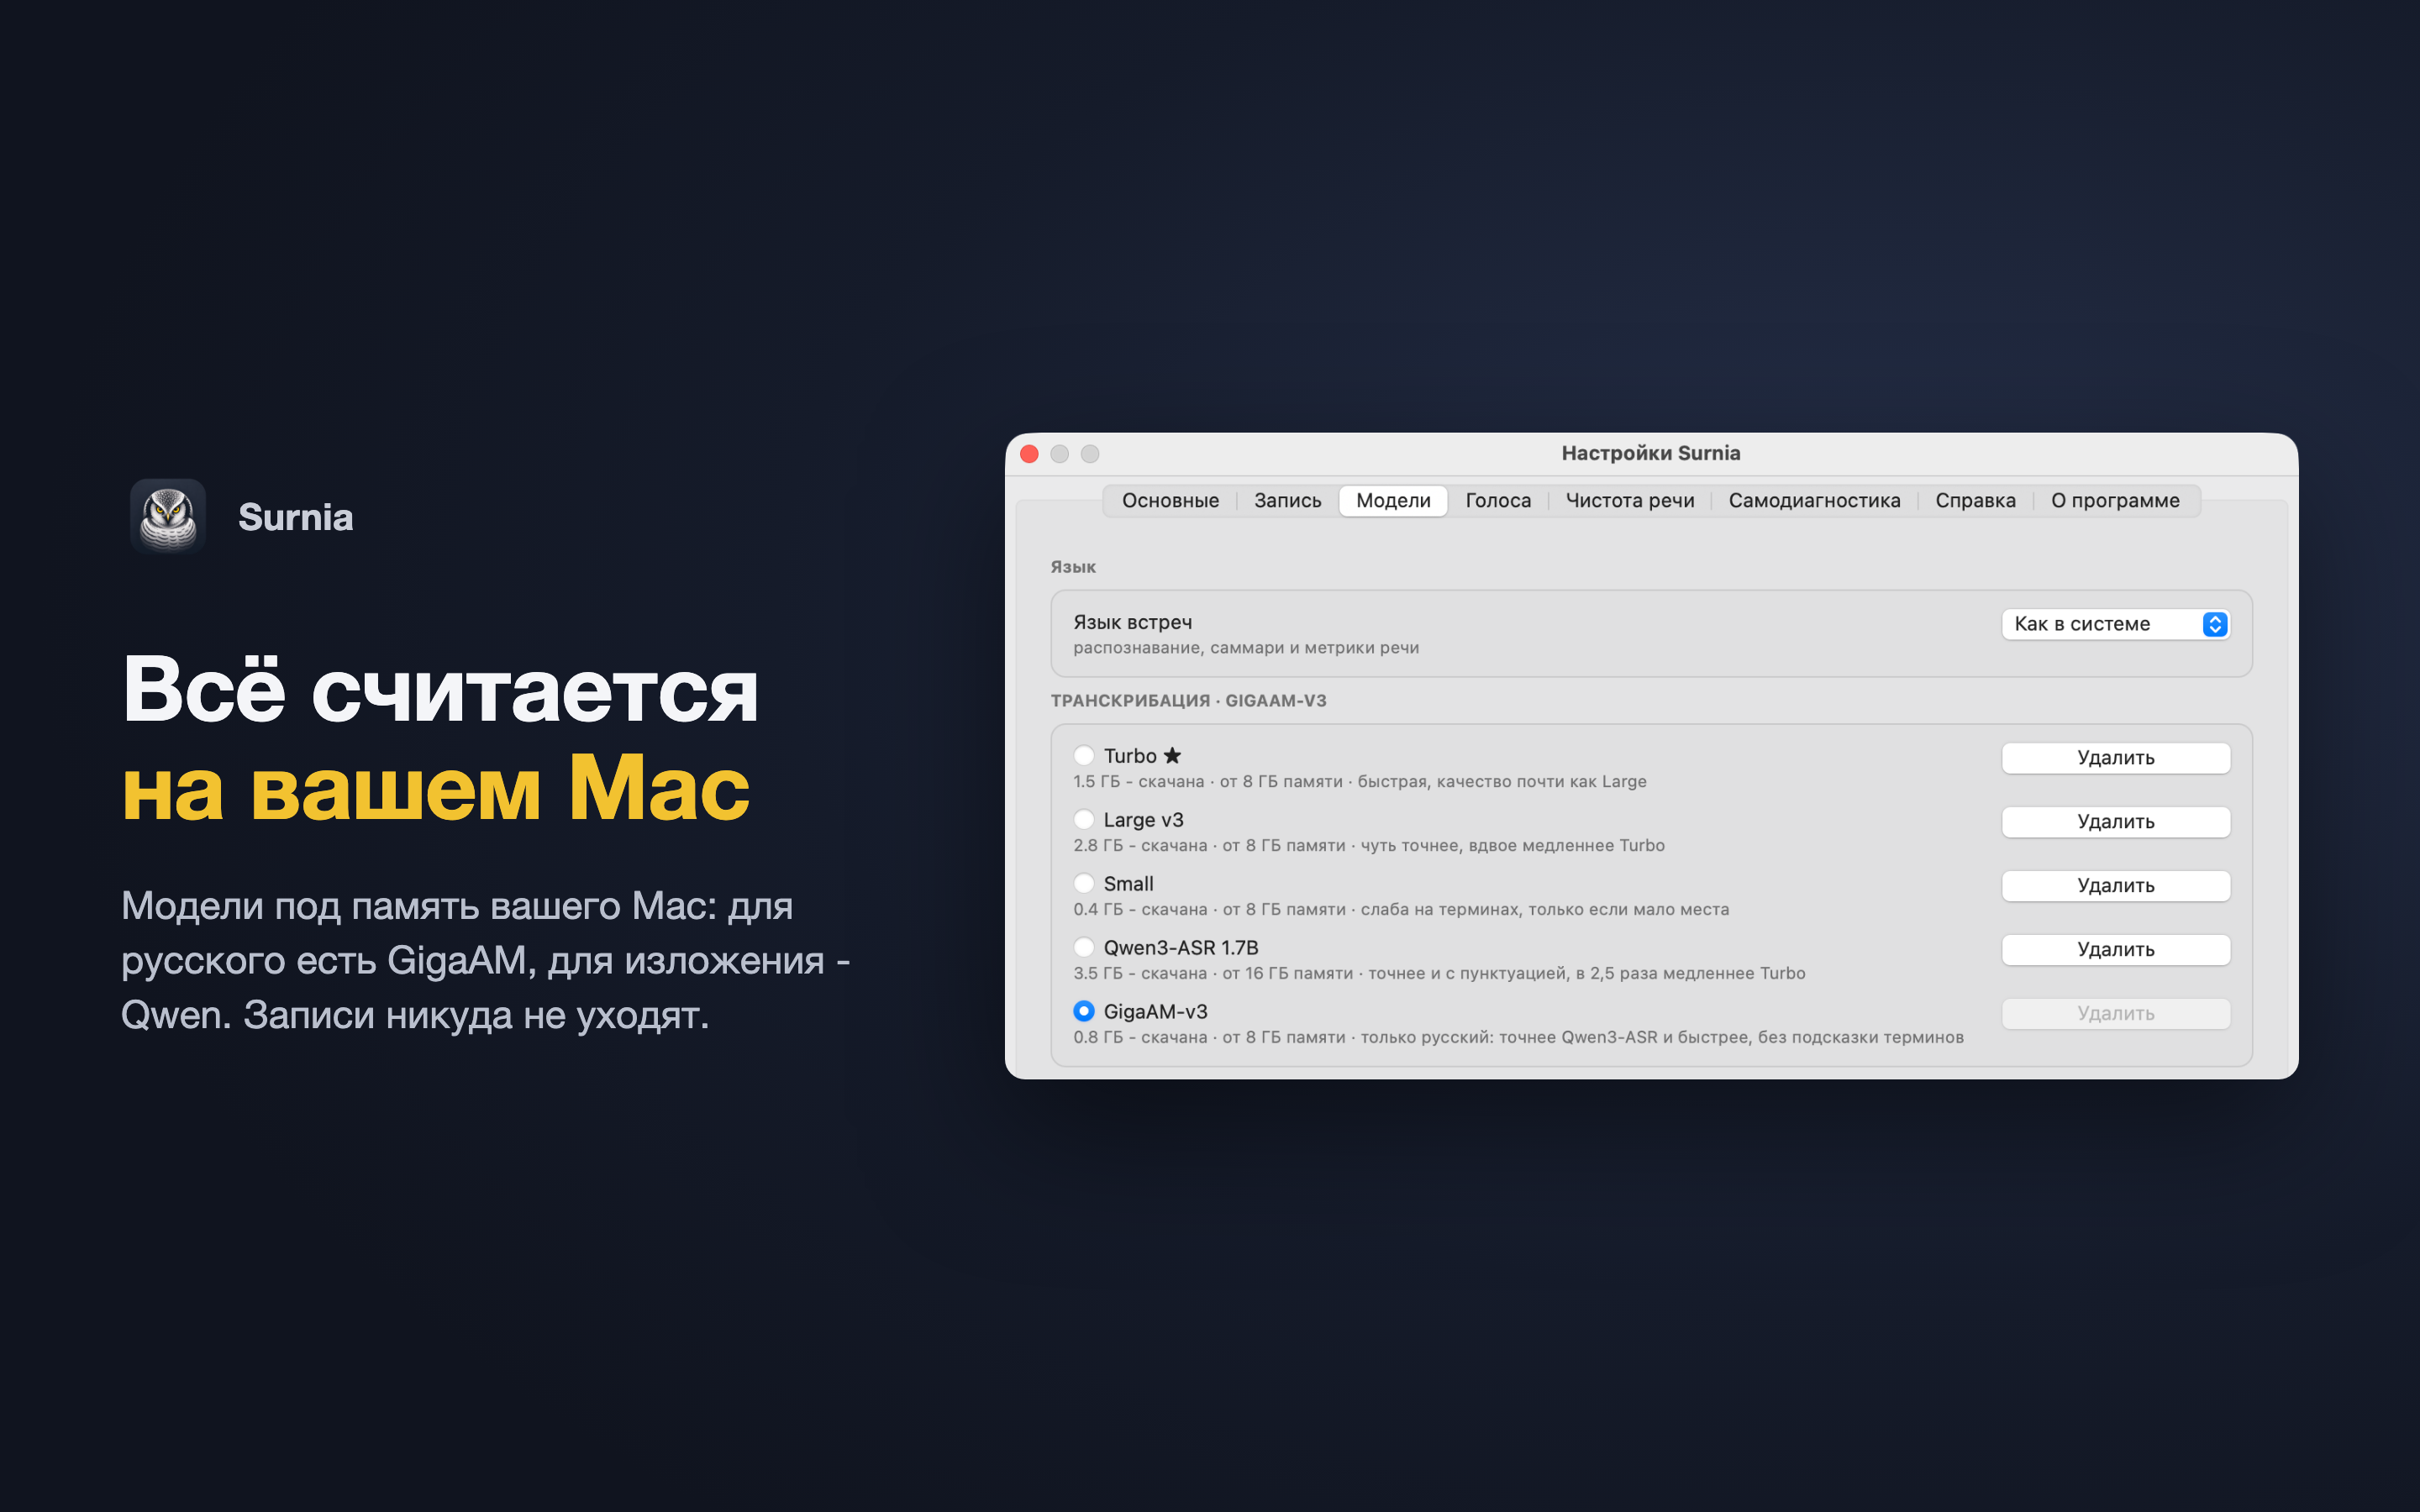 Surnia
Всё считается
на вашем Mac
Модели под память вашего Mac: для
русского есть GigaAM, для изложения -
Qwen. Записи никуда не уходят.
Настройки Surnia
Основные Запись Модели Голоса Чистота речи Самодиагностика Справка О программе
Язык
Язык встреч Как в системе
распознавание, саммари и метрики речи
ТРАНСКРИБАЦИЯ · GIGAAM-V3
Turbo ★ Удалить
1.5 ГБ - скачана · от 8 ГБ памяти · быстрая, качество почти как Large
Large v3 Удалить
2.8 ГБ - скачана · от 8 ГБ памяти · чуть точнее, вдвое медленнее Turbo
Small Удалить
0.4 ГБ - скачана · от 8 ГБ памяти · слаба на терминах, только если мало места
Qwen3-ASR 1.7B Удалить
3.5 ГБ - скачана · от 16 ГБ памяти · точнее и с пунктуацией, в 2,5 раза медленнее Turbo
GigaAM-v3 Удалить
0.8 ГБ - скачана · от 8 ГБ памяти · только русский: точнее Qwen3-ASR и быстрее, без подсказки терминов